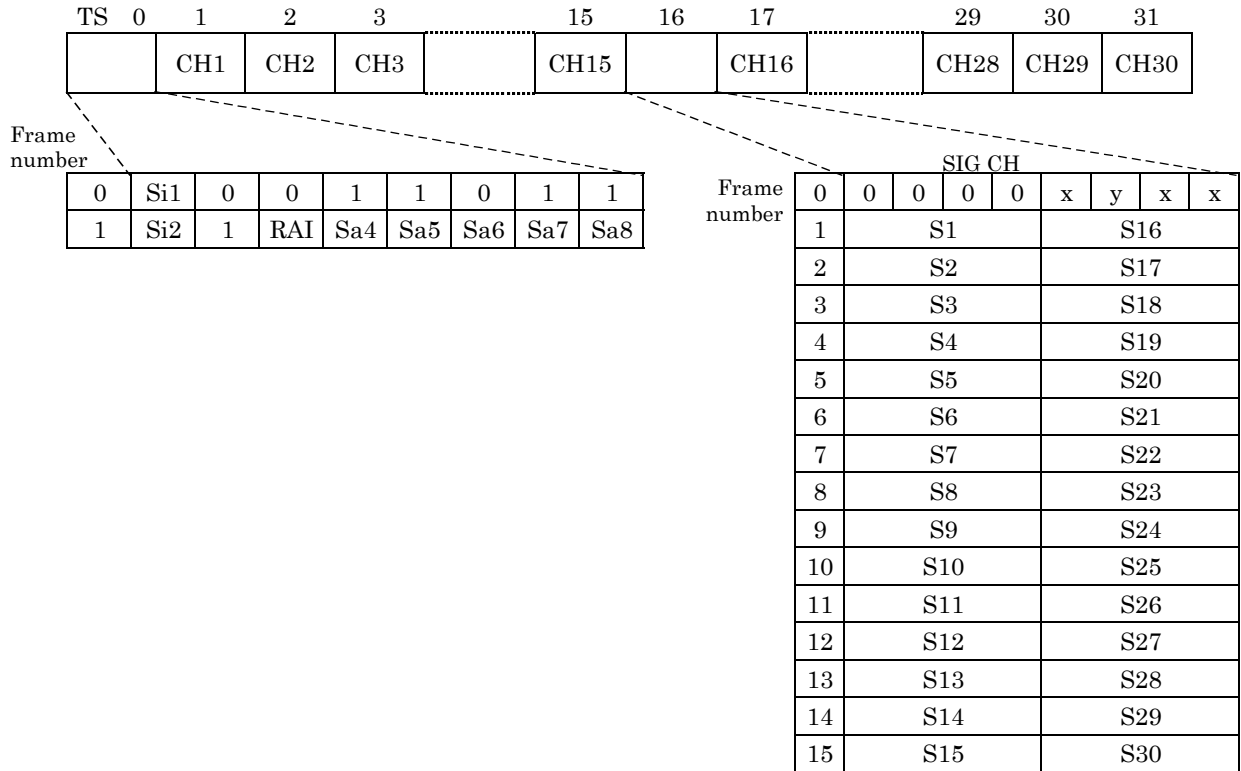 TS 0 1 2 3 15 16 17 29 30 31
CH1 CH2 CH3 CH15 CH16 CH28 CH29 CH30
Frame
number
0 Si1 0 0 1 1 0 1 1
1 Si2 1 RAI Sa4 Sa5 Sa6 Sa7 Sa8
SIG CH
Frame
number
0 0 0 0 0 x y x x
1 S1 S16
2 S2 S17
3 S3 S18
4 S4 S19
5 S5 S20
6 S6 S21
7 S7 S22
8 S8 S23
9 S9 S24
10 S10 S25
11 S11 S26
12 S12 S27
13 S13 S28
14 S14 S29
15 S15 S30